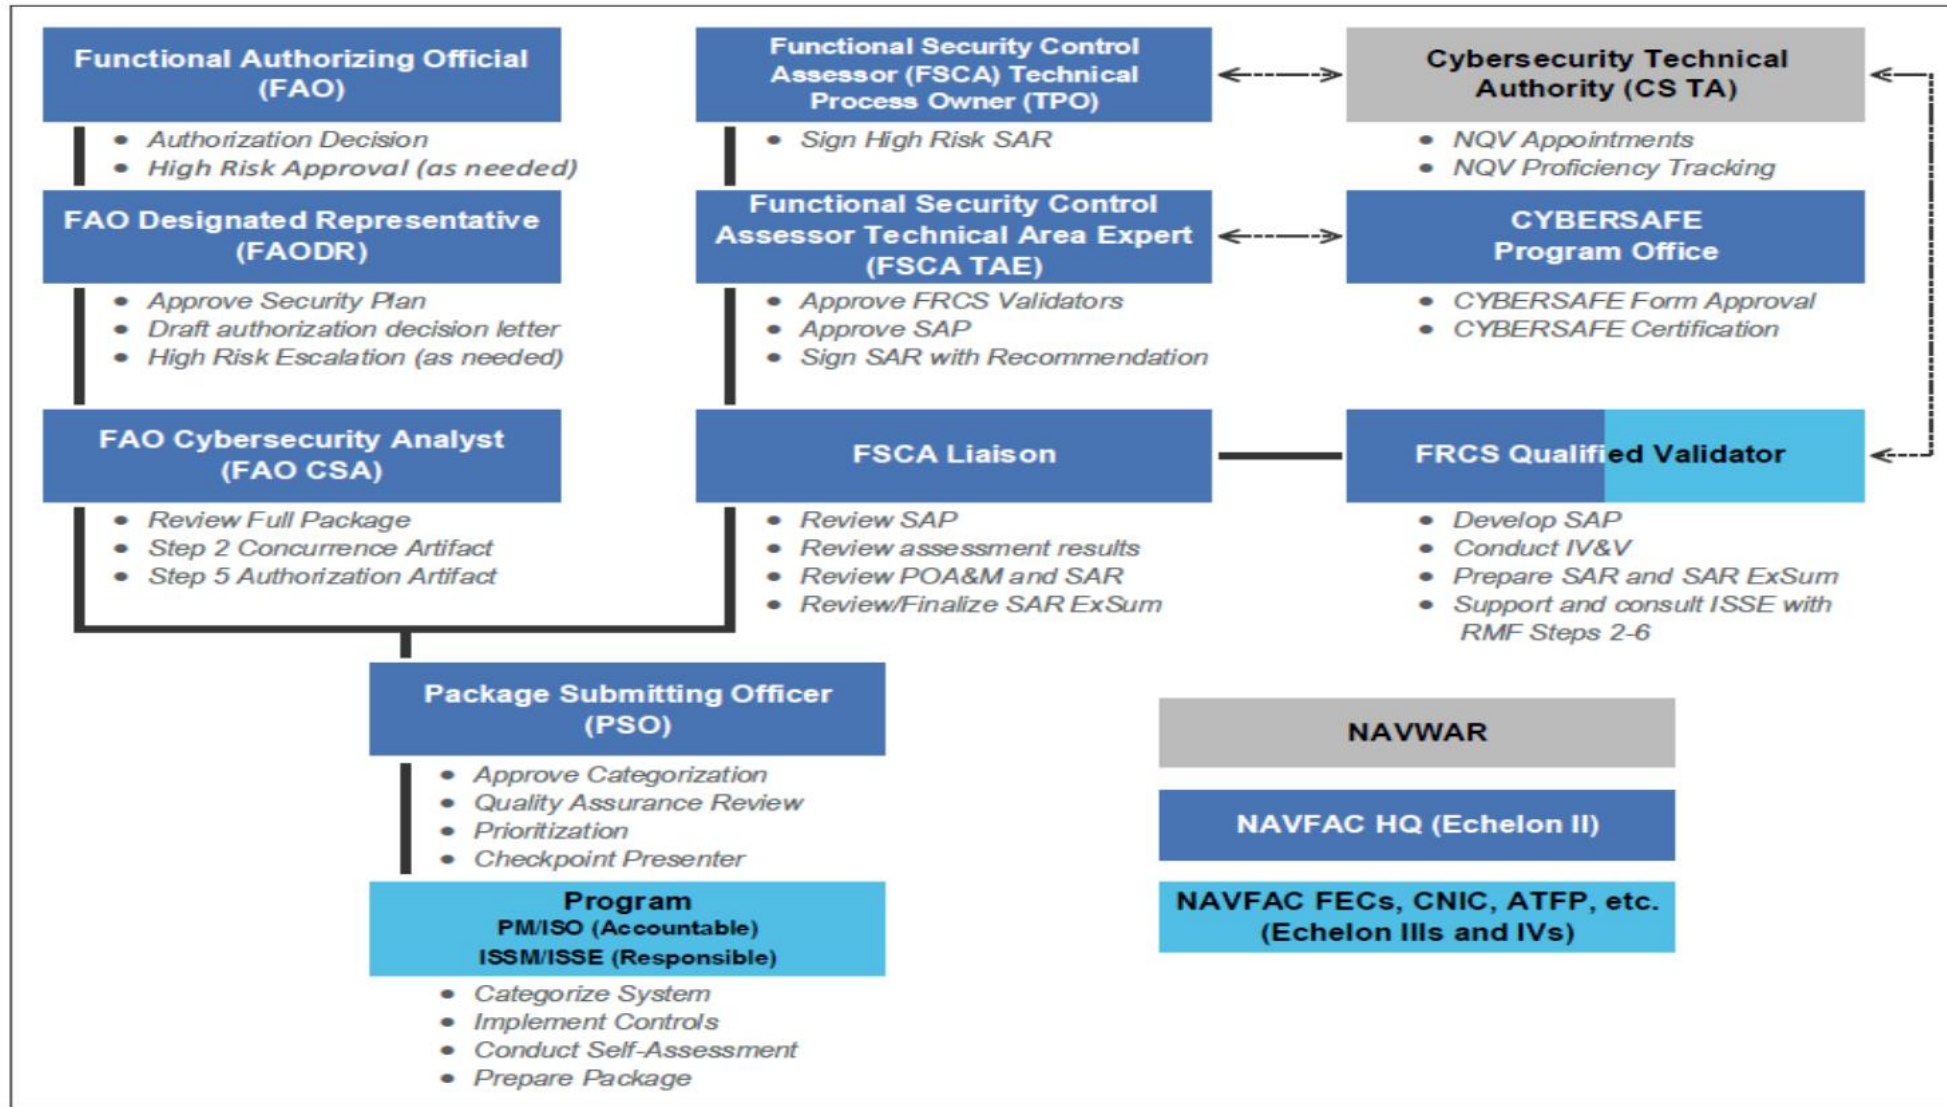 Functional Authorizing Official
(FAO)
• Authorization Decision
• High Risk Approval (as needed)
FAO Designated Representative
(FAODR)
• Approve Security Plan
• Draft authorization decision letter
• High Risk Escalation (as needed)
FAO Cybersecurity Analyst
(FAO CSA)
• Review Full Package
• Step 2 Concurrence Artifact
• Step 5 Authorization Artifact
Functional Security Control
Assessor (FSCA) Technical
Process Owner (TPO)
• Sign High Risk SAR
Functional Security Control
Assessor Technical Area Expert
(FSCA TAE)
• Approve FRCS Validators
• Approve SAP
• Sign SAR with Recommendation
FSCA Liaison
• Review SAP
• Review assessment results
• Review POA&M and SAR
• Review/Finalize SAR ExSum
Cybersecurity Technical
Authority (CS TA)
• NQV Appointments
• NQV Proficiency Tracking
CYBERSAFE
Program Office
• CYBERSAFE Form Approval
• CYBERSAFE Certification
FRCS Qualified Validator
• Develop SAP
• Conduct IV&V
• Prepare SAR and SAR ExSum
• Support and consult ISSE with
RMF Steps 2-6
Package Submitting Officer
(PSO)
• Approve Categorization
• Quality Assurance Review
• Prioritization
• Checkpoint Presenter
Program
PM/ISO (Accountable)
ISSM/ISSE (Responsible)
• Categorize System
• Implement Controls
• Conduct Self-Assessment
• Prepare Package
NAVWAR
NAVFAC HQ (Echelon II)
NAVFAC FECs, CNIC, ATFP, etc.
(Echelon IIIs and IVs)